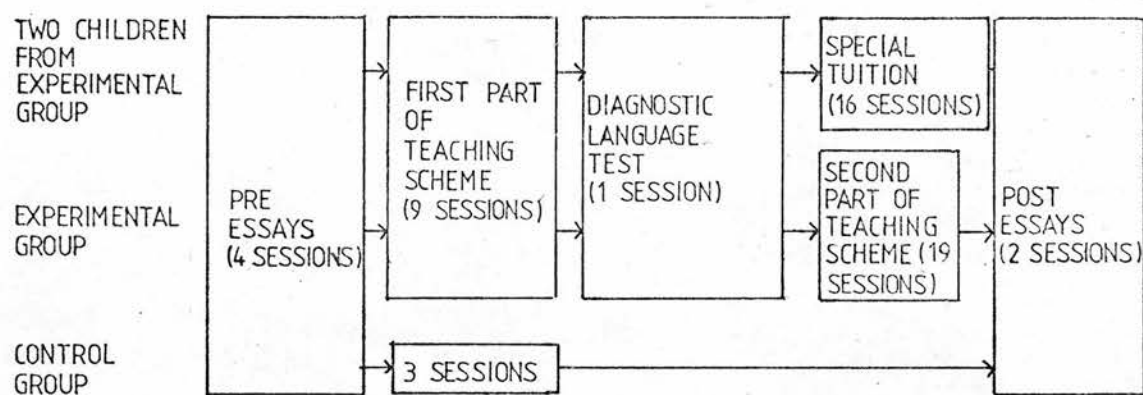 TWO CHILDREN
FROM
EXPERIMENTAL
GROUP
EXPERIMENTAL
GROUP
CONTROL
GROUP
PRE
ESSAYS
(4 SESSIONS)
FIRST PART
OF
TEACHING
SCHEME
(9 SESSIONS)
3 SESSIONS
DIAGNOSTIC
LANGUAGE
TEST
(1 SESSION)
SPECIAL
TUITION
(16 SESSIONS)
SECOND
PART OF
TEACHING
SCHEME (19
SESSIONS)
POST
ESSAYS
(2 SESSIONS)